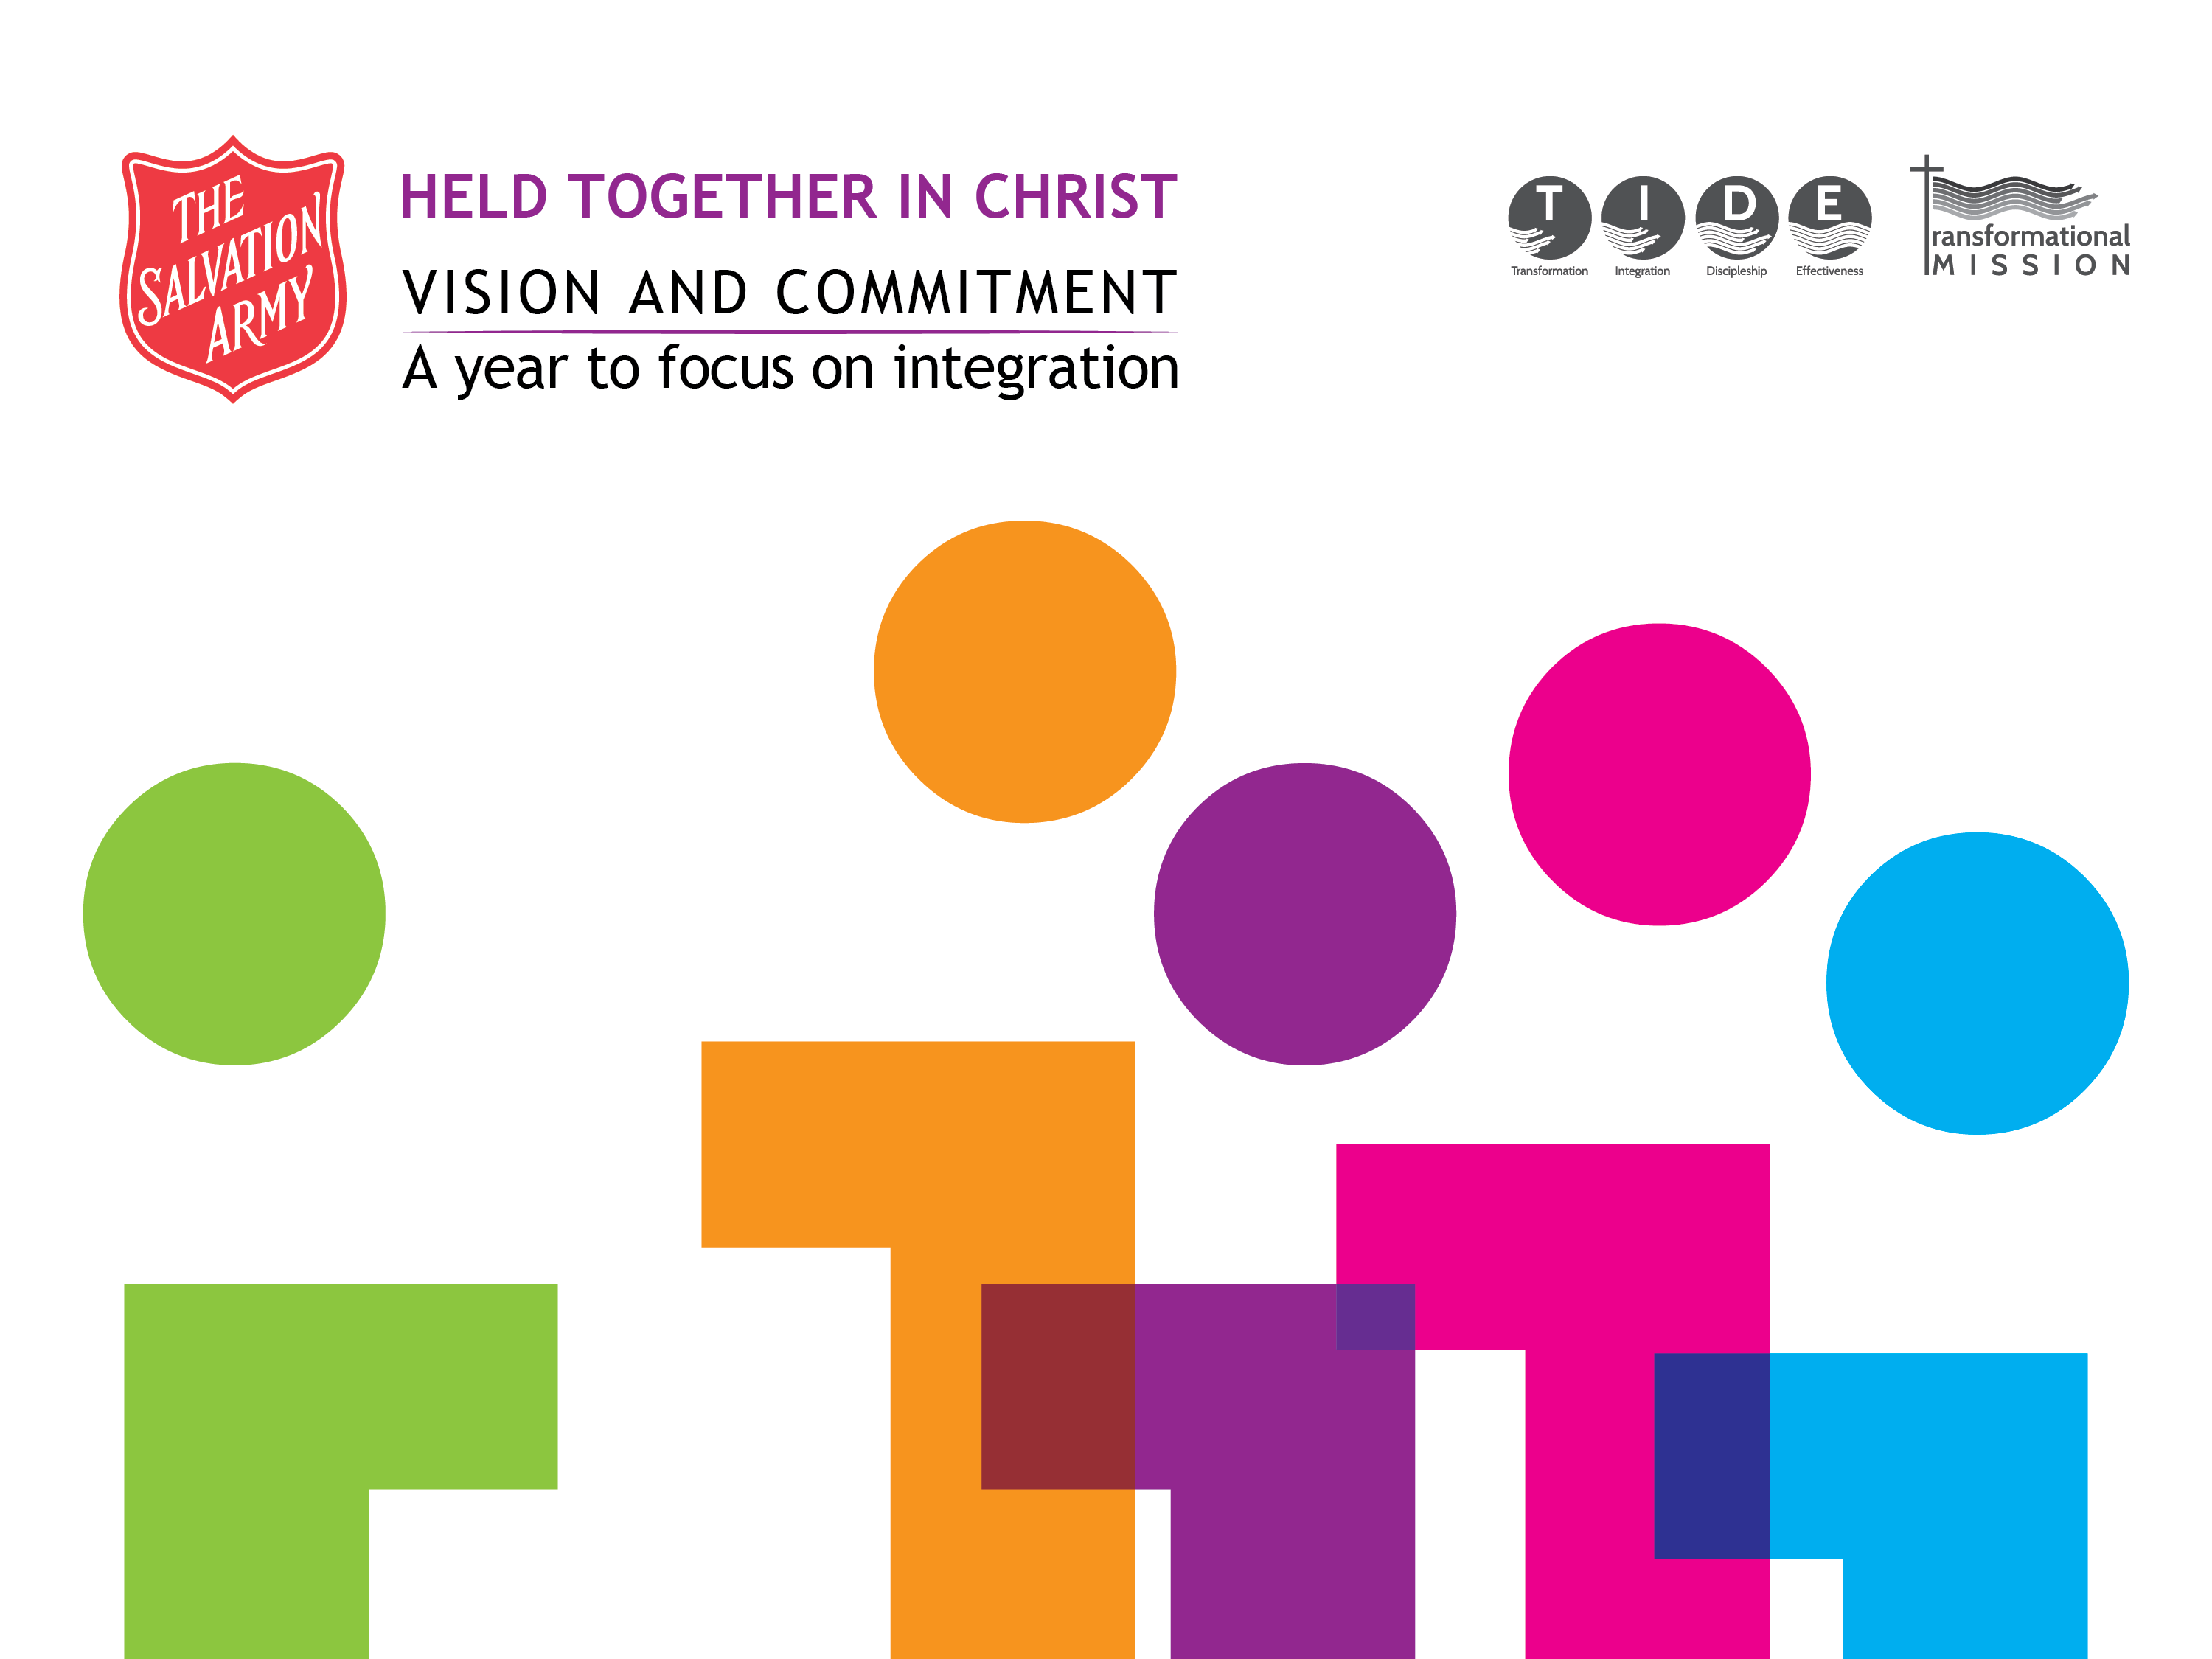 THE
SALVATION
ARMY
HELD TOGETHER IN CHRIST
VISION AND COMMITMENT
A year to focus on integration
T I D E
Transformation Integration Discipleship Effectiveness
ransformational
MISSION